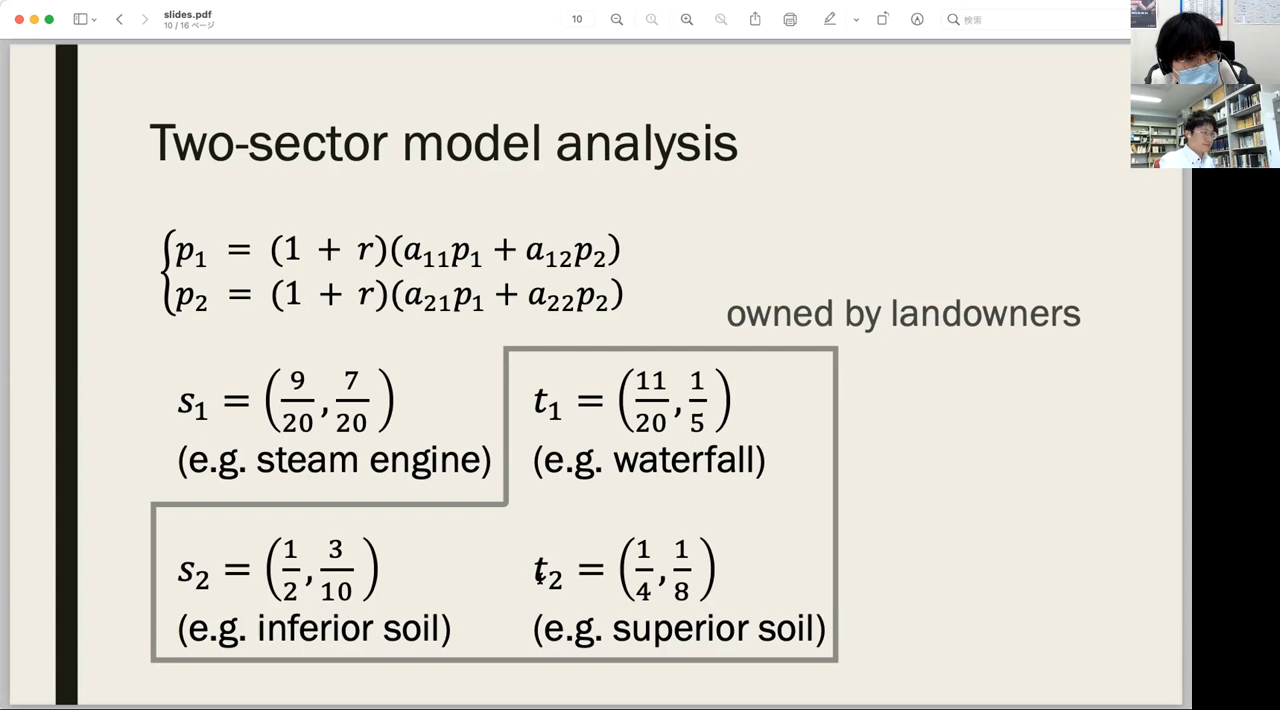 slides.pdf
10 / 16 ページ
10
検索
Two-sector model analysis
p₁ = (1 + r)(a₁₁p₁ + a₁₂p₂)
p₂ = (1 + r)(a₂₁p₁ + a₂₂p₂)
owned by landowners
s₁ = (9/20, 7/20)
t₁ = (11/20, 1/5)
(e.g. steam engine)
(e.g. waterfall)
s₂ = (1/2, 3/10)
t₂ = (1/4, 1/8)
(e.g. inferior soil)
(e.g. superior soil)